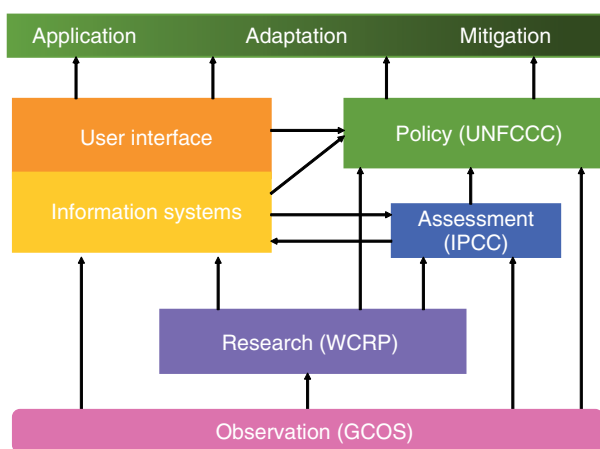 Application Adaptation Mitigation
User interface
Policy (UNFCCC)
Information systems
Assessment
(IPCC)
Research (WCRP)
Observation (GCOS)